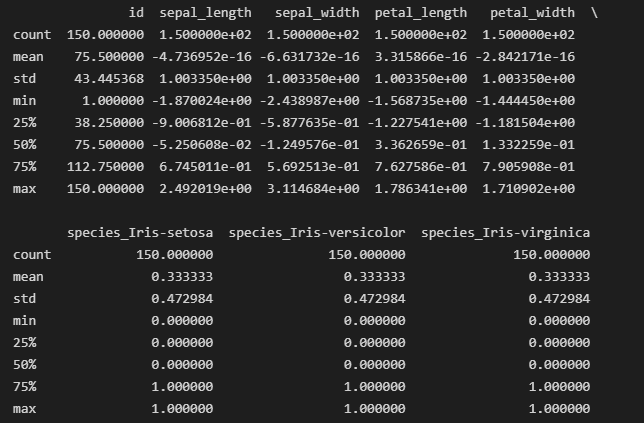 id sepal_length sepal_width petal_length petal_width \
count 150.000000 1.500000e+02 1.500000e+02 1.500000e+02 1.500000e+02
mean 75.500000 -4.736952e-16 -6.631732e-16 3.315866e-16 -2.842171e-16
std 43.445368 1.003350e+00 1.003350e+00 1.003350e+00 1.003350e+00
min 1.000000 -1.870024e+00 -2.438987e+00 -1.568735e+00 -1.444450e+00
25% 38.250000 -9.006812e-01 -5.877635e-01 -1.227541e+00 -1.181504e+00
50% 75.500000 -5.250608e-02 -1.249576e-01 3.362659e-01 1.332259e-01
75% 112.750000 6.745011e-01 5.692513e-01 7.627586e-01 7.905908e-01
max 150.000000 2.492019e+00 3.114684e+00 1.786341e+00 1.710902e+00
species_Iris-setosa species_Iris-versicolor species_Iris-virginica
count 150.000000 150.000000 150.000000
mean 0.333333 0.333333 0.333333
std 0.472984 0.472984 0.472984
min 0.000000 0.000000 0.000000
25% 0.000000 0.000000 0.000000
50% 0.000000 0.000000 0.000000
75% 1.000000 1.000000 1.000000
max 1.000000 1.000000 1.000000